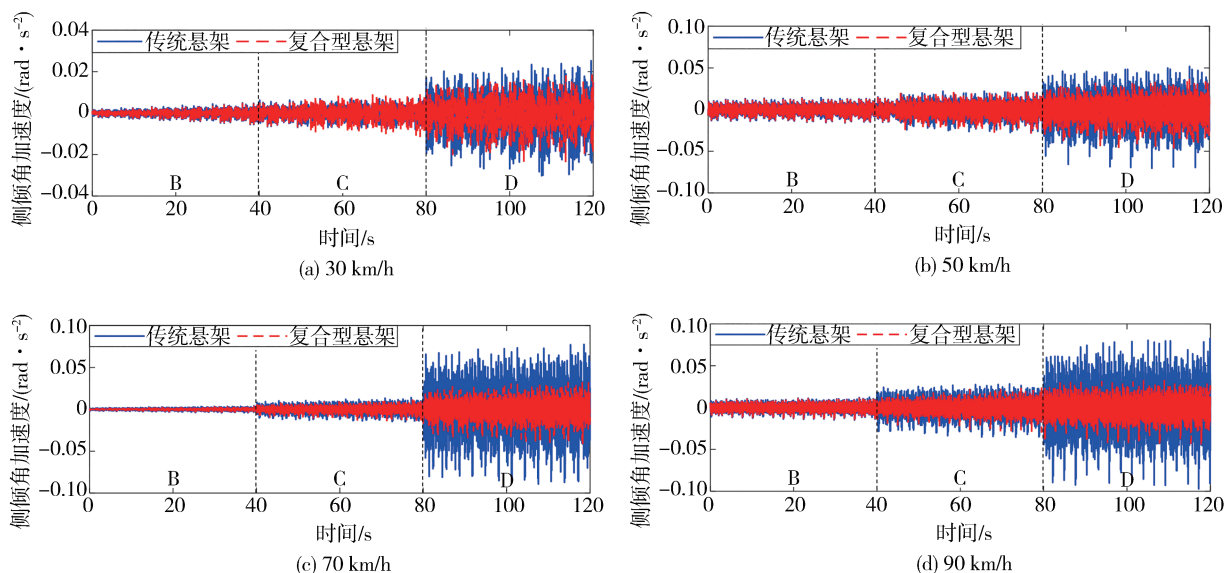 侧倾角加速度/(rad·s⁻²)
0.04
0.02
0
−0.02
−0.04
传统悬架 复合型悬架
B C D
0 20 40 60 80 100 120
时间/s
(a) 30 km/h
侧倾角加速度/(rad·s⁻²)
0.10
0.05
0
−0.05
−0.10
传统悬架 复合型悬架
B C D
0 20 40 60 80 100 120
时间/s
(b) 50 km/h
侧倾角加速度/(rad·s⁻²)
0.10
0.05
0
−0.05
−0.10
传统悬架 复合型悬架
B C D
0 20 40 60 80 100 120
时间/s
(c) 70 km/h
侧倾角加速度/(rad·s⁻²)
0.10
0.05
0
−0.05
−0.10
传统悬架 复合型悬架
B C D
0 20 40 60 80 100 120
时间/s
(d) 90 km/h